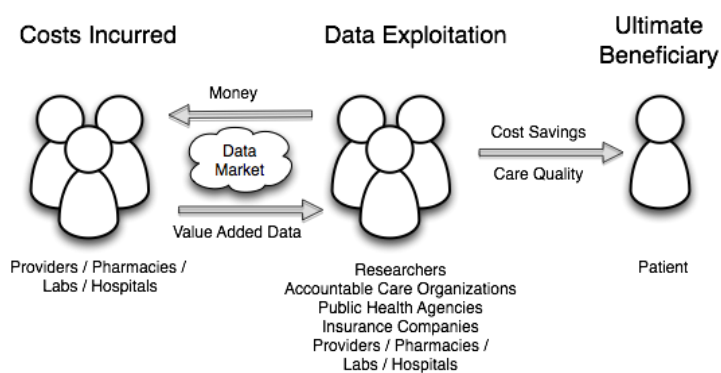 Costs Incurred
Data Exploitation
Ultimate
Beneficiary
Money
Data
Market
Value Added Data
Cost Savings
Care Quality
Providers / Pharmacies /
Labs / Hospitals
Researchers
Accountable Care Organizations
Public Health Agencies
Insurance Companies
Providers / Pharmacies /
Labs / Hospitals
Patient